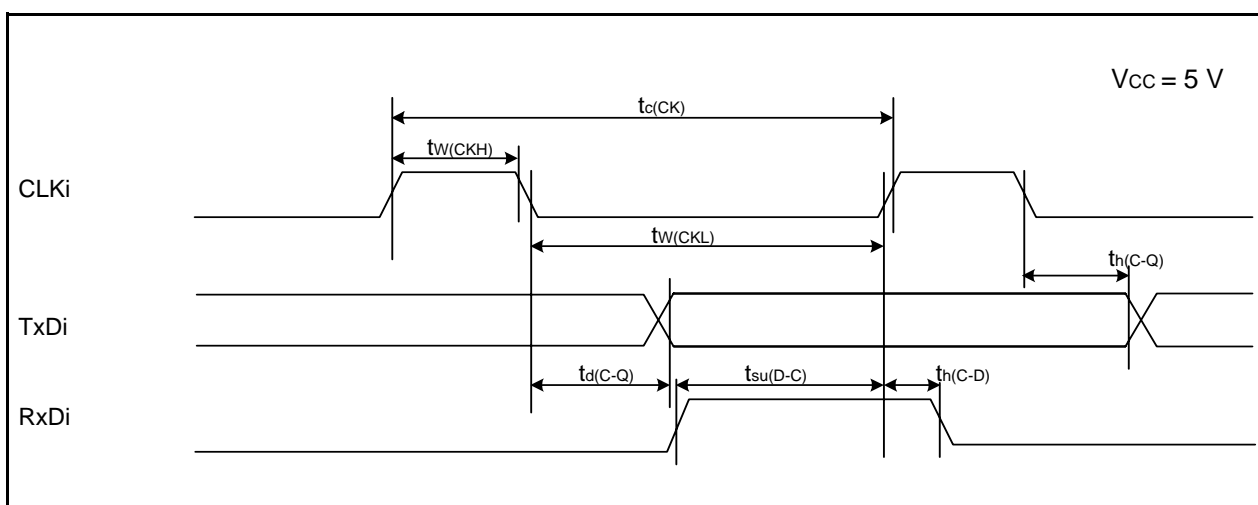 VCC = 5 V
tc(CK)
tW(CKH)
CLKi
tW(CKL)
th(C-Q)
TxDi
td(C-Q)
tsu(D-C)
th(C-D)
RxDi